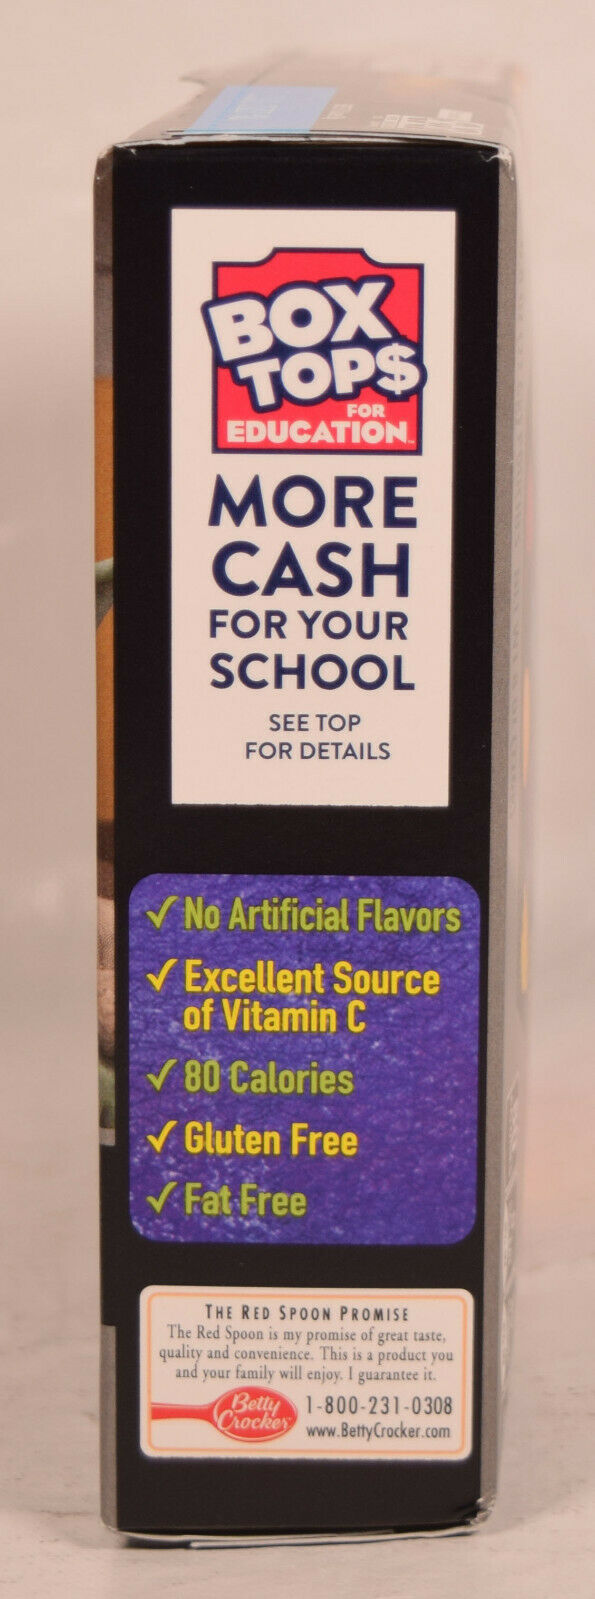 BOX
TOP$
FOR
EDUCATION
MORE
CASH
FOR YOUR
SCHOOL
SEE TOP
FOR DETAILS
✓ No Artificial Flavors
✓ Excellent Source
of Vitamin C
✓ 80 Calories
✓ Gluten Free
✓ Fat Free
THE RED SPOON PROMISE
The Red Spoon is my promise of great taste,
quality and convenience. This is a product you
and your family will enjoy. I guarantee it.
Betty
Crocker
1-800-231-0308
www.BettyCrocker.com